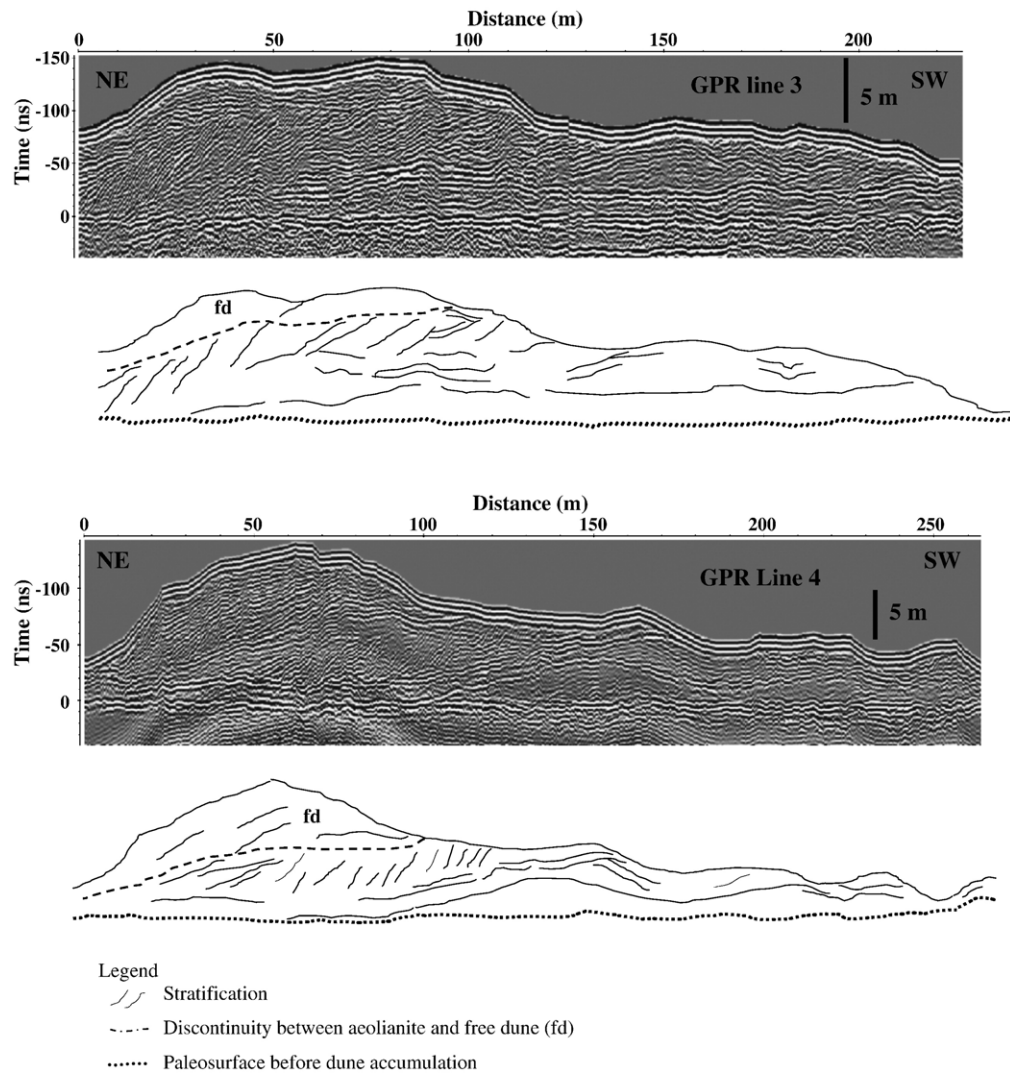 Distance (m)
0 50 100 150 200
-150
NE GPR line 3 SW
5 m
-100
Time (ns)
-50
0
fd
Distance (m)
0 50 100 150 200 250
NE GPR Line 4 SW
-100
5 m
Time (ns)
-50
0
fd
Legend
Stratification
Discontinuity between aeolianite and free dune (fd)
Paleosurface before dune accumulation